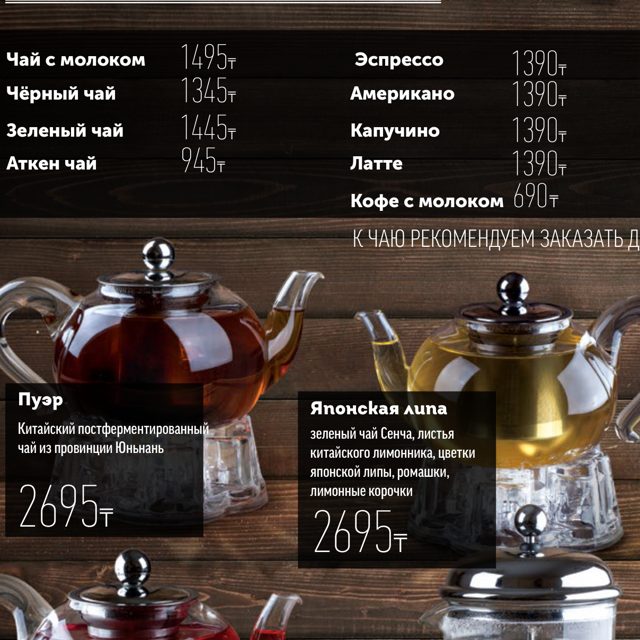 Чай с молоком 1495₸
Чёрный чай 1345₸
Зеленый чай 1445₸
Аткен чай 945₸
Эспрессо 1390₸
Американо 1390₸
Капучино 1390₸
Латте 1390₸
Кофе с молоком 690₸
К ЧАЮ РЕКОМЕНДУЕМ ЗАКАЗАТЬ Д
Пуэр
Китайский постферментированный
чай из провинции Юньнань
2695₸
Японская липа
зеленый чай Сенча, листья
китайского лимонника, цветки
японской липы, ромашки,
лимонные корочки
2695₸